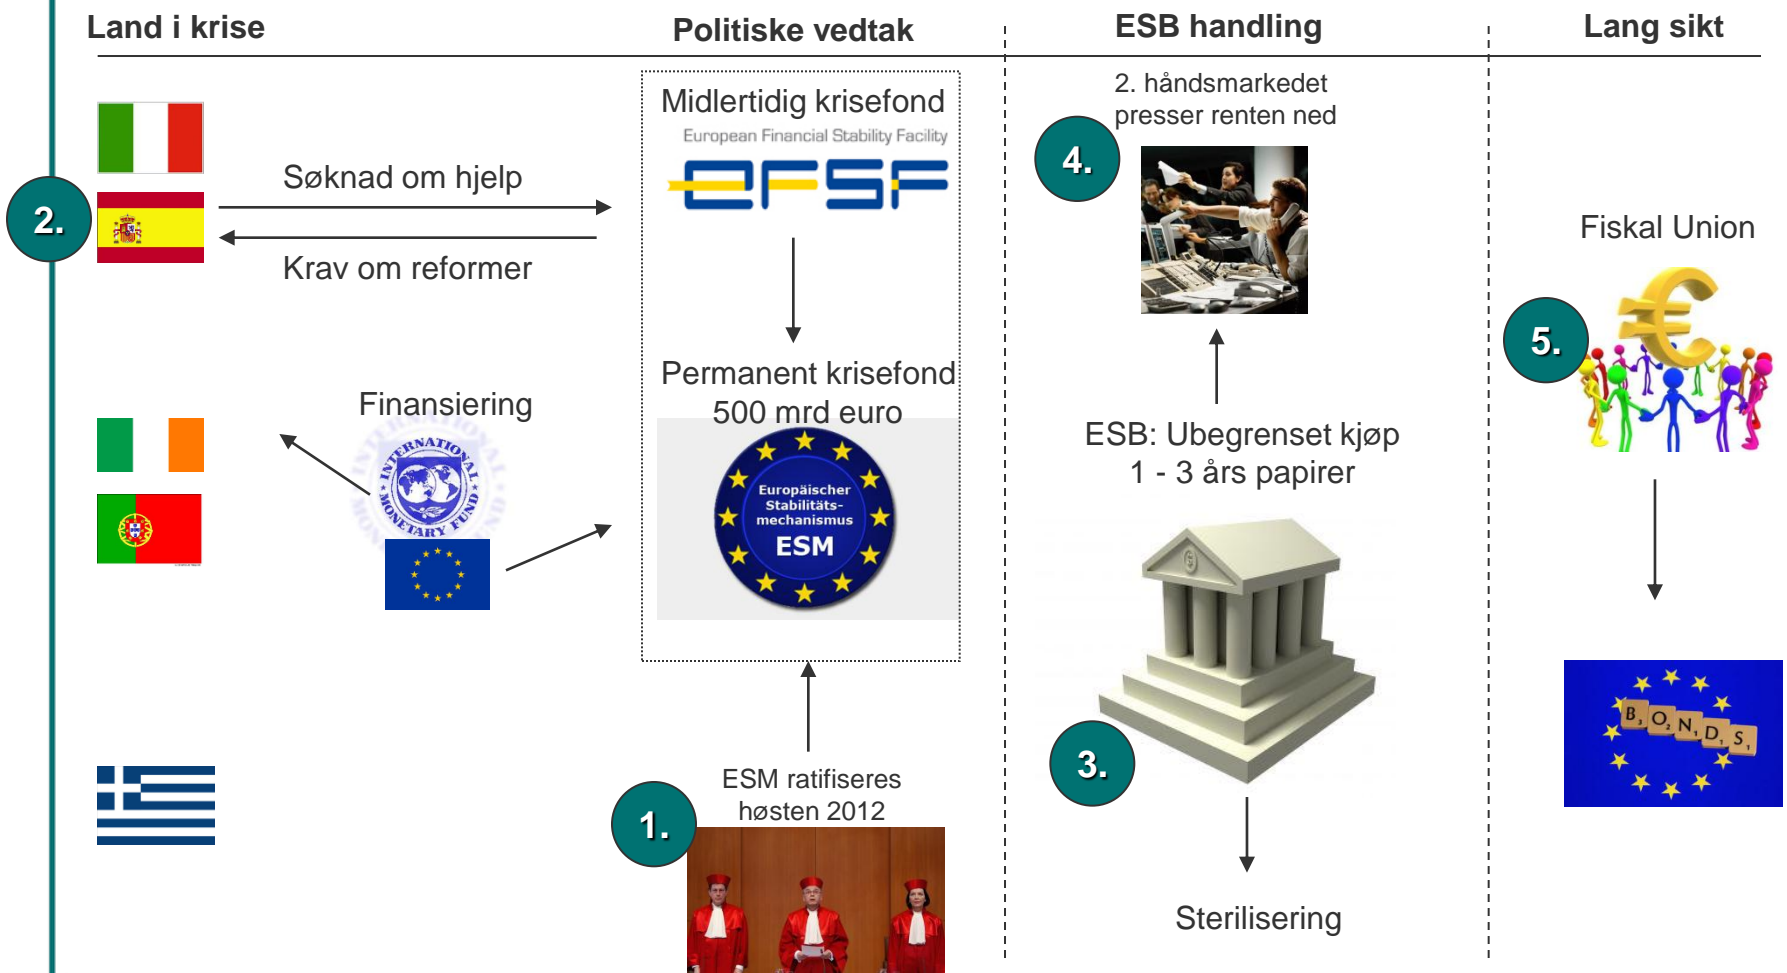 Land i krise
Politiske vedtak
ESB handling
Lang sikt
2.
Søknad om hjelp
Krav om reformer
Finansiering
INTERNATIONAL MONETARY FUND
Midlertidig krisefond
European Financial Stability Facility
EFSF
Permanent krisefond
500 mrd euro
Europäischer
Stabilitäts-
mechanismus
ESM
1.
ESM ratifiseres
høsten 2012
2. håndsmarkedet
presser renten ned
4.
ESB: Ubegrenset kjøp
1 - 3 års papirer
3.
Sterilisering
Fiskal Union
5.
€
BONDS